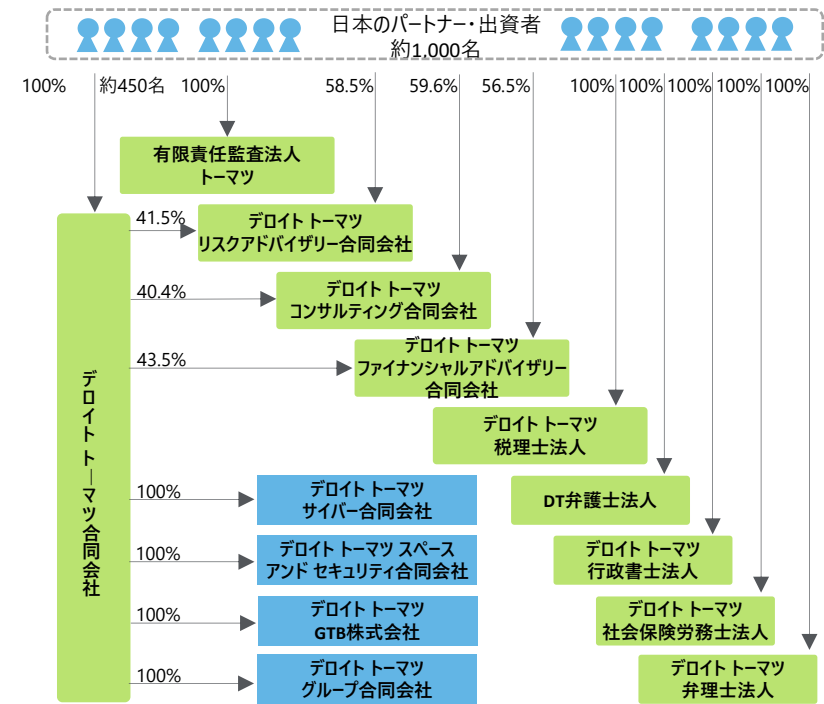 日本のパートナー・出資者
約1,000名
100% 約450名 100% 58.5% 59.6% 56.5% 100% 100% 100% 100% 100%
有限責任監査法人
トーマツ
41.5%
デロイト トーマツ
リスクアドバイザリー合同会社
40.4%
デロイト トーマツ
コンサルティング合同会社
43.5%
デロイト トーマツ
ファイナンシャルアドバイザリー
合同会社
デロイト トーマツ合同会社
デロイト トーマツ
税理士法人
100%
デロイト トーマツ
サイバー合同会社
DT弁護士法人
100%
デロイト トーマツ スペース
アンド セキュリティ合同会社
デロイト トーマツ
行政書士法人
100%
デロイト トーマツ
GTB株式会社
デロイト トーマツ
社会保険労務士法人
100%
デロイト トーマツ
グループ合同会社
デロイト トーマツ
弁理士法人